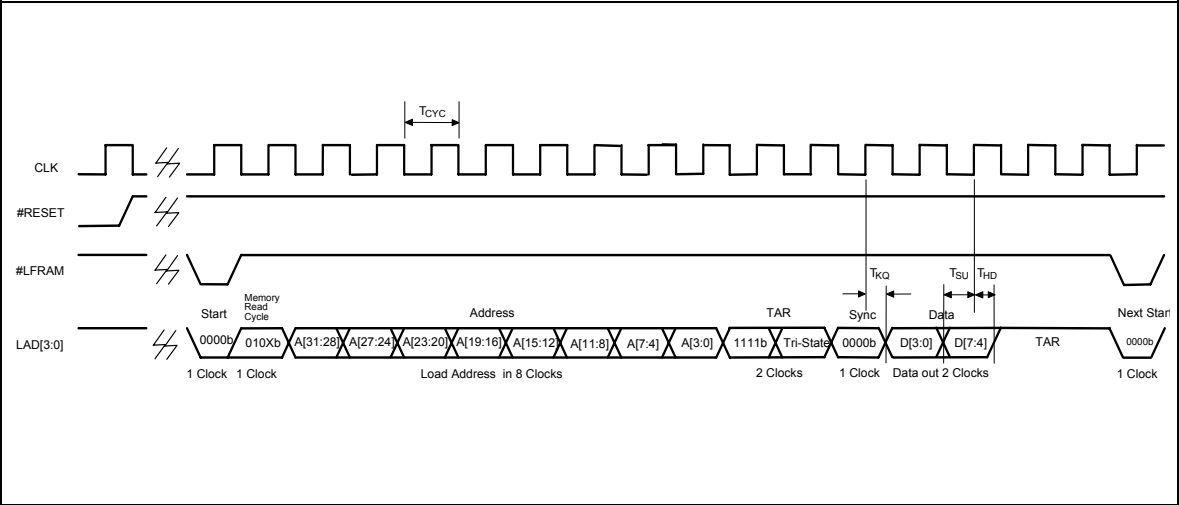 TCYC
CLK
#RESET
#LFRAM
TKQ TSU THD
Start Memory Read Cycle Address TAR Sync Data Next Start
LAD[3:0] 0000b 010Xb A[31:28] A[27:24] A[23:20] A[19:16] A[15:12] A[11:8] A[7:4] A[3:0] 1111b Tri-State 0000b D[3:0] D[7:4] TAR 0000b
1 Clock 1 Clock Load Address in 8 Clocks 2 Clocks 1 Clock Data out 2 Clocks 1 Clock